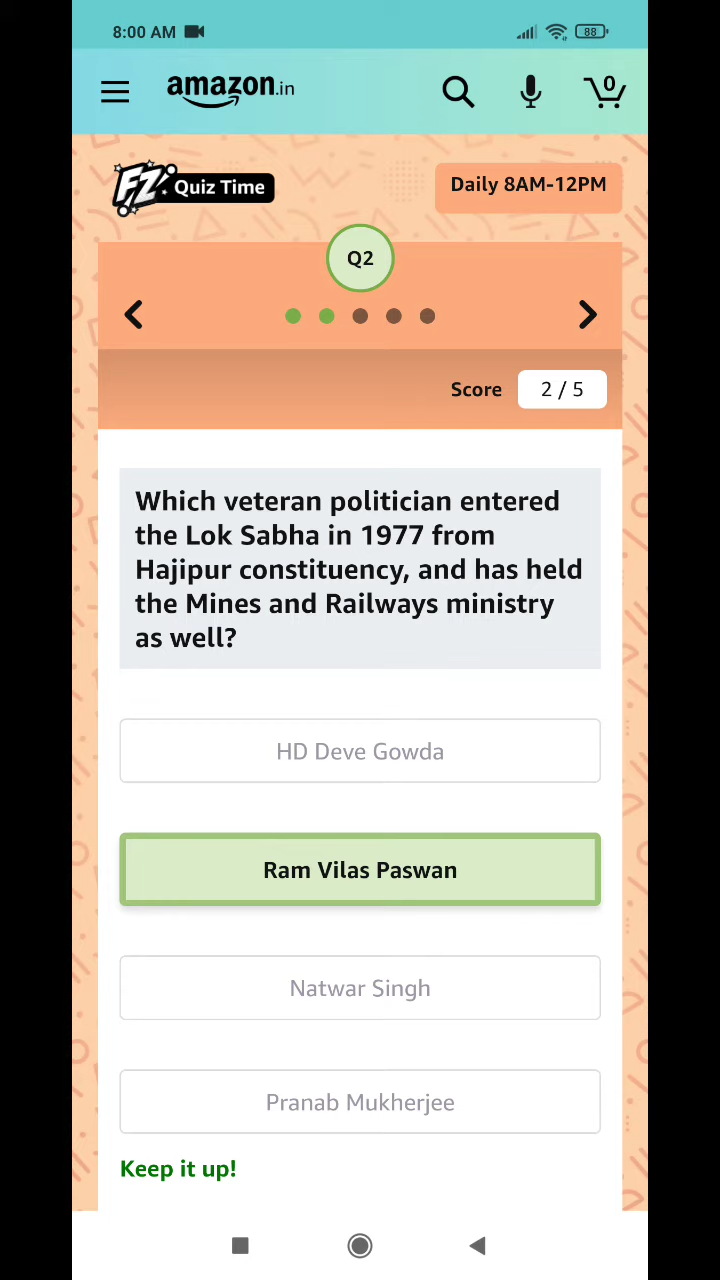 8:00 AM 88
amazon.in 0
FZ Quiz Time Daily 8AM-12PM
Q2
Score 2 / 5
Which veteran politician entered
the Lok Sabha in 1977 from
Hajipur constituency, and has held
the Mines and Railways ministry
as well?
HD Deve Gowda
Ram Vilas Paswan
Natwar Singh
Pranab Mukherjee
Keep it up!